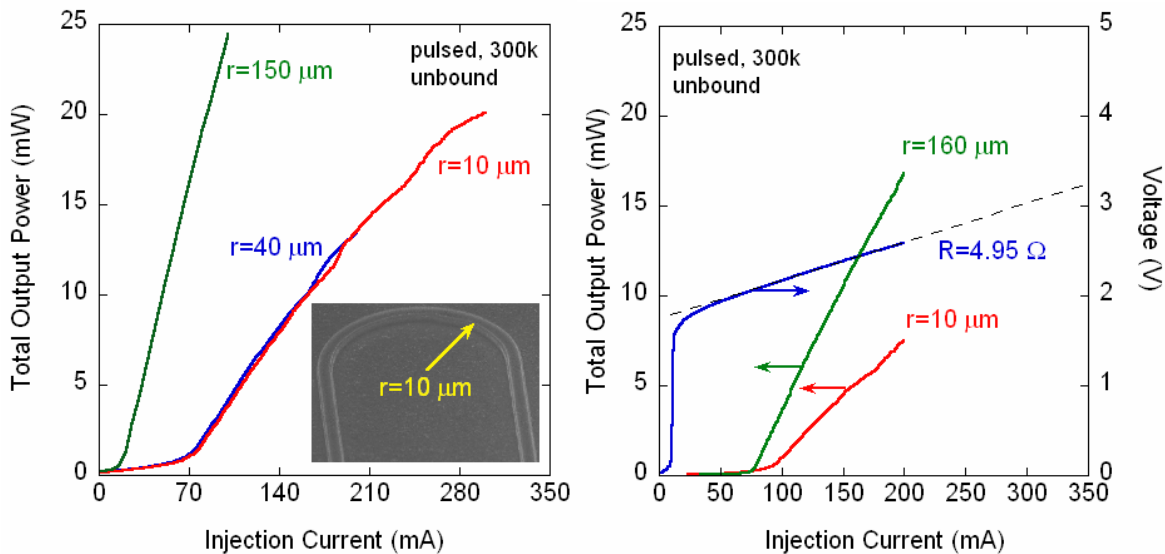 25
20
15
10
5
0
Total Output Power (mW)
pulsed, 300k
unbound
r=150 μm
r=10 μm
r=40 μm
r=10 μm
0
70
140
210
280
350
Injection Current (mA)
25
20
15
10
5
0
Total Output Power (mW)
pulsed, 300k
unbound
r=160 μm
R=4.95 Ω
r=10 μm
5
4
3
2
1
0
Voltage (V)
0
50
100
150
200
250
300
350
Injection Current (mA)